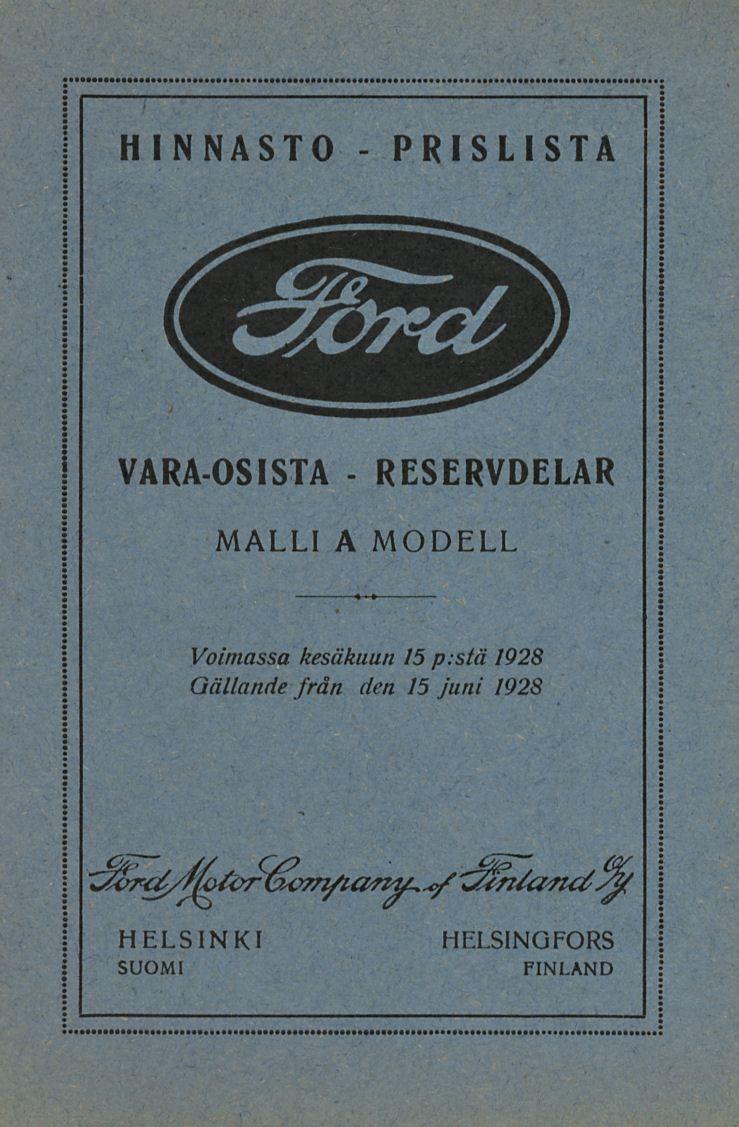 HINNASTO - PRISLISTA
Ford
VARA-OSISTA - RESERVDELAR
MALLI A MODELL
Voimassa kesäkuun 15 p:stä 1928
Gällande från den 15 juni 1928
Ford Motor Company of Finland O/Y
HELSINKI HELSINGFORS
SUOMI FINLAND